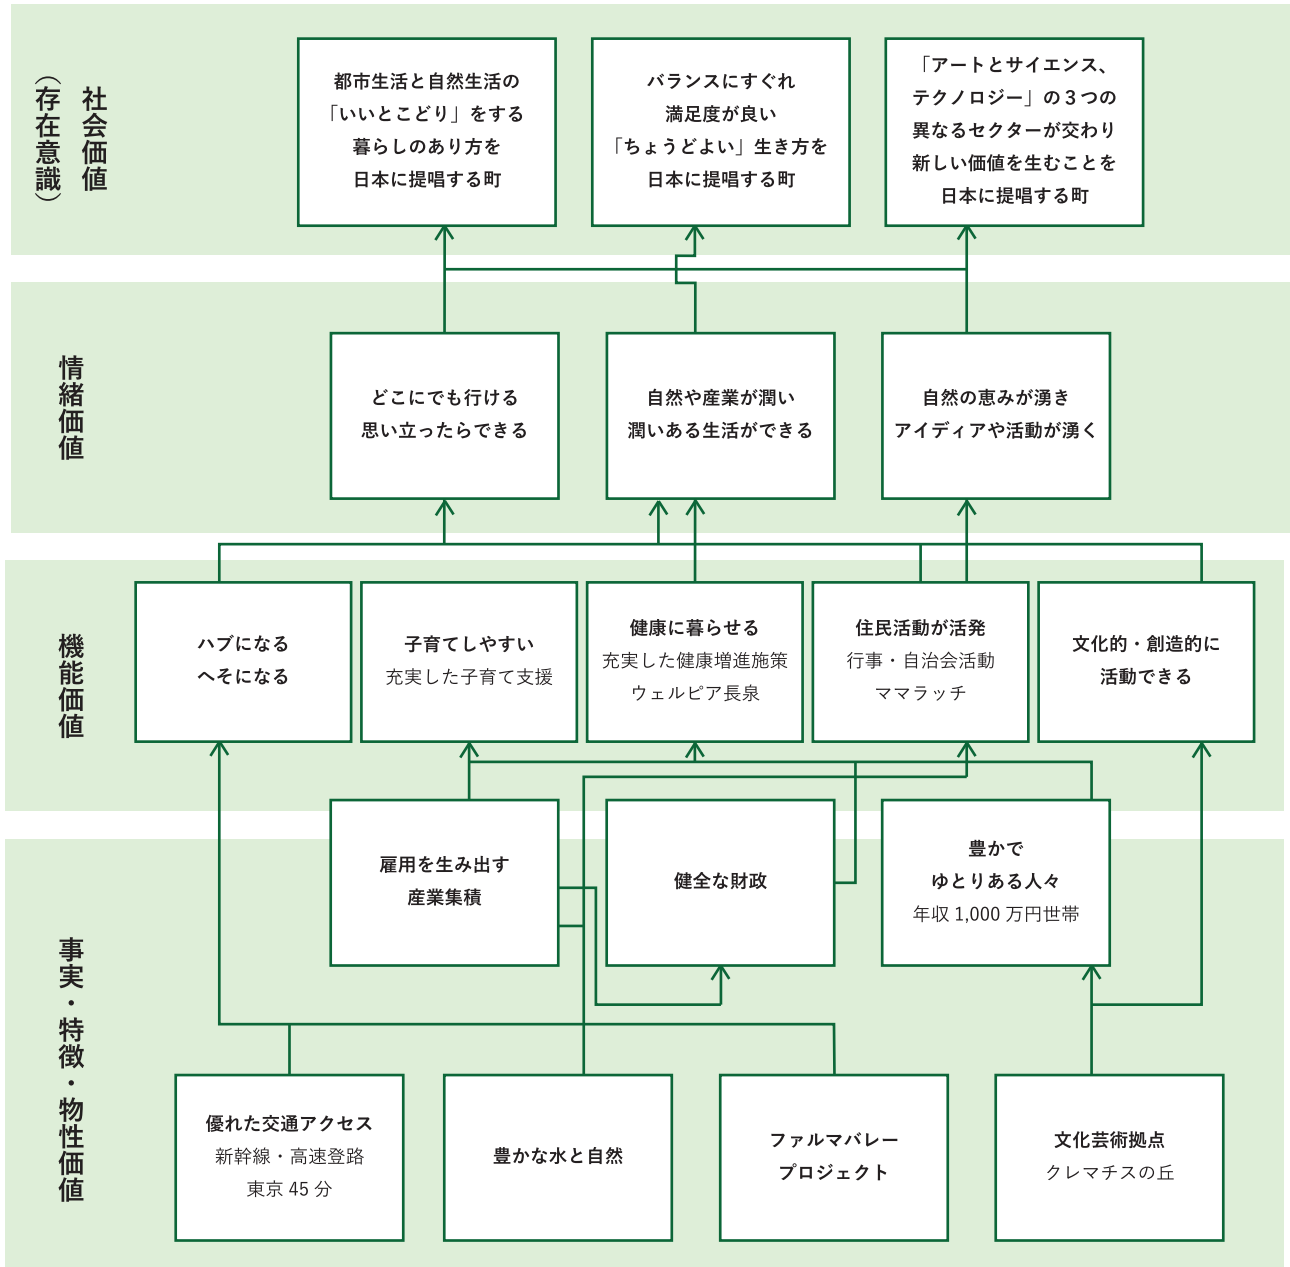 社会価値
（存在意識）
都市生活と自然生活の
「いいとこどり」をする
暮らしのあり方を
日本に提唱する町
バランスにすぐれ
満足度が良い
「ちょうどよい」生き方を
日本に提唱する町
「アートとサイエンス、
テクノロジー」の３つの
異なるセクターが交わり
新しい価値を生むことを
日本に提唱する町
情緒価値
どこにでも行ける
思い立ったらできる
自然や産業が潤い
潤いある生活ができる
自然の恵みが湧き
アイディアや活動が湧く
機能価値
ハブになる
へそになる
子育てしやすい
充実した子育て支援
健康に暮らせる
充実した健康増進施策
ウェルピア長泉
住民活動が活発
行事・自治会活動
ママラッチ
文化的・創造的に
活動できる
事実・特徴・物性価値
雇用を生み出す
産業集積
健全な財政
豊かで
ゆとりある人々
年収 1,000 万円世帯
優れた交通アクセス
新幹線・高速登路
東京 45 分
豊かな水と自然
ファルマバレー
プロジェクト
文化芸術拠点
クレマチスの丘